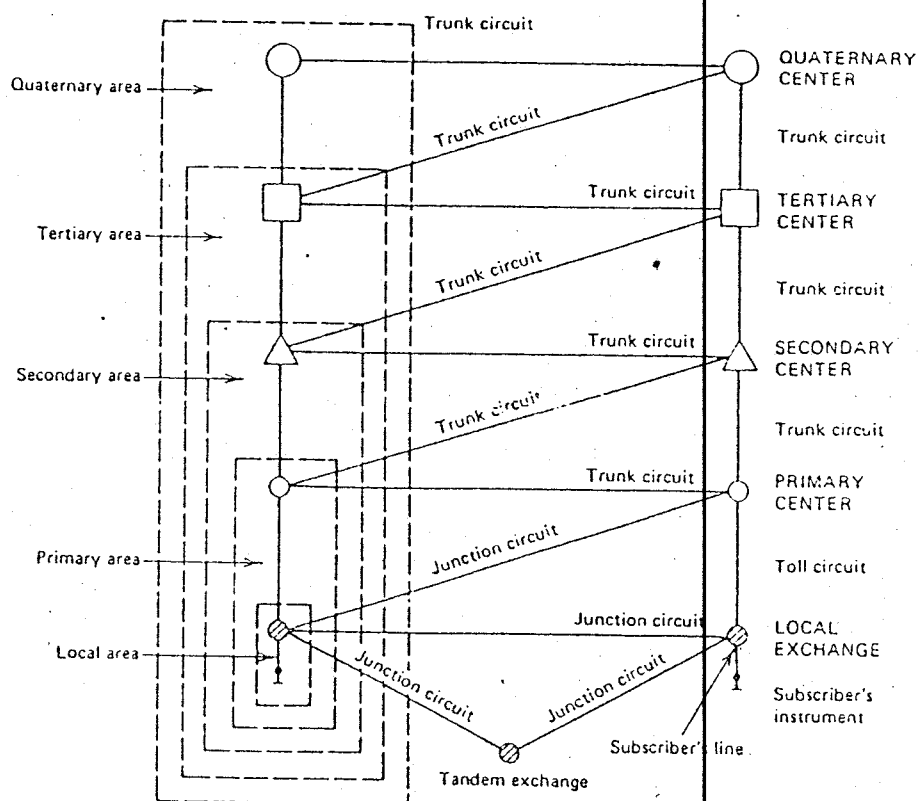 Trunk circuit
QUATERNARY
CENTER
Quaternary area
Trunk circuit
Trunk circuit
Trunk circuit
TERTIARY
CENTER
Tertiary area
Trunk circuit
Trunk circuit
Trunk circuit
SECONDARY
CENTER
Secondary area
Trunk circuit
Trunk circuit
Trunk circuit
PRIMARY
CENTER
Primary area
Junction circuit
Toll circuit
Junction circuit
LOCAL
EXCHANGE
Local area
Junction circuit
Junction circuit
Subscriber's
instrument
Subscriber's line
Tandem exchange